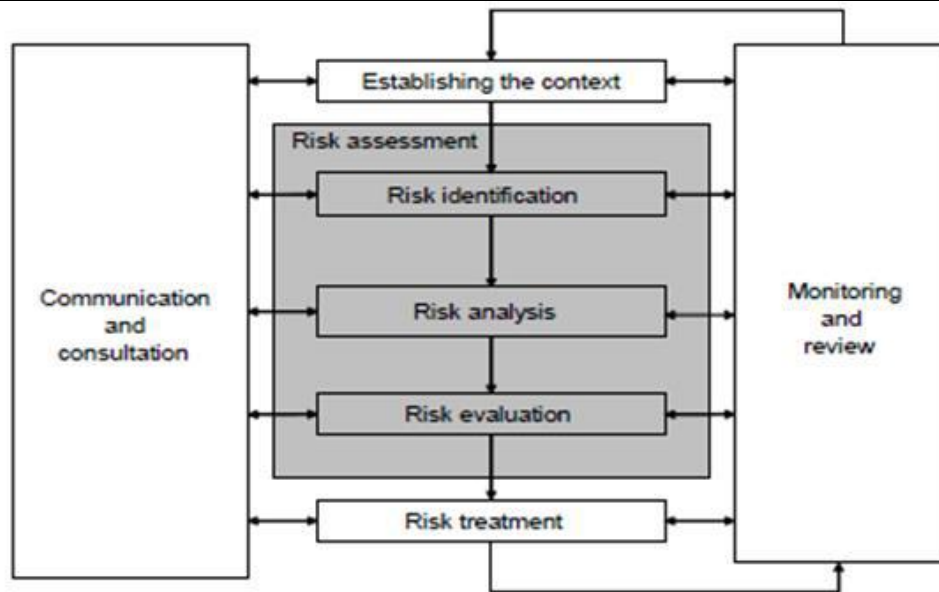 Establishing the context
Risk assessment
Risk identification
Communication
and
consultation
Risk analysis
Monitoring
and
review
Risk evaluation
Risk treatment